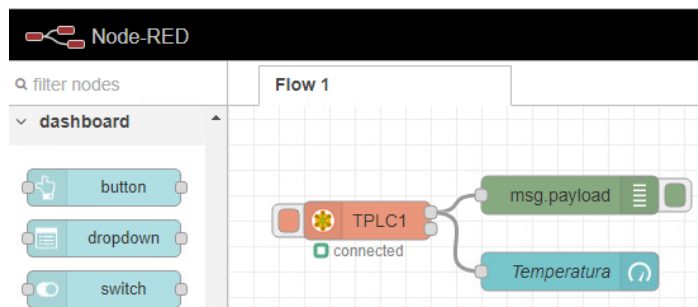 Node-RED
filter nodes
Flow 1
dashboard
button
msg.payload
TPLC1
dropdown
connected
Temperatura
switch